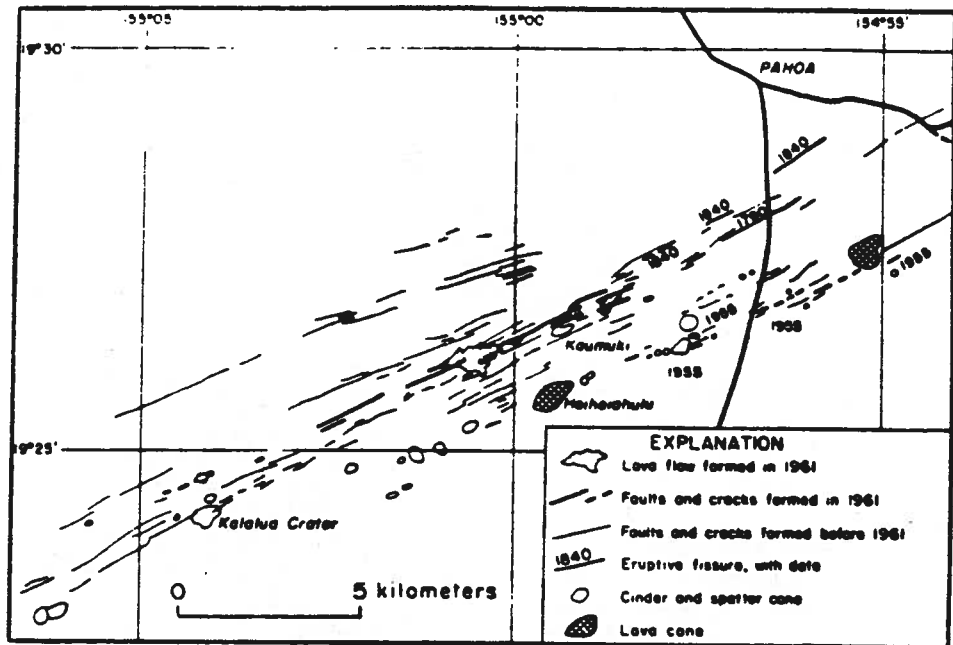 155°05'
155°00'
154°55'
19°30'
PAHOA
1840
1840
1790
1840
1955
1955
1955
1955
Kaumuki
Heiheiahulu
19°25'
Kalalua Crater
0 5 kilometers
EXPLANATION
Lava flow formed in 1961
Faults and cracks formed in 1961
Faults and cracks formed before 1961
1840
Eruptive fissure, with date
Cinder and spatter cone
Lava cone